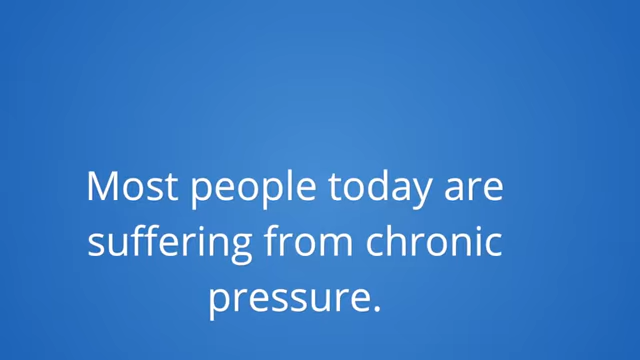 Most people today are
suffering from chronic
pressure.